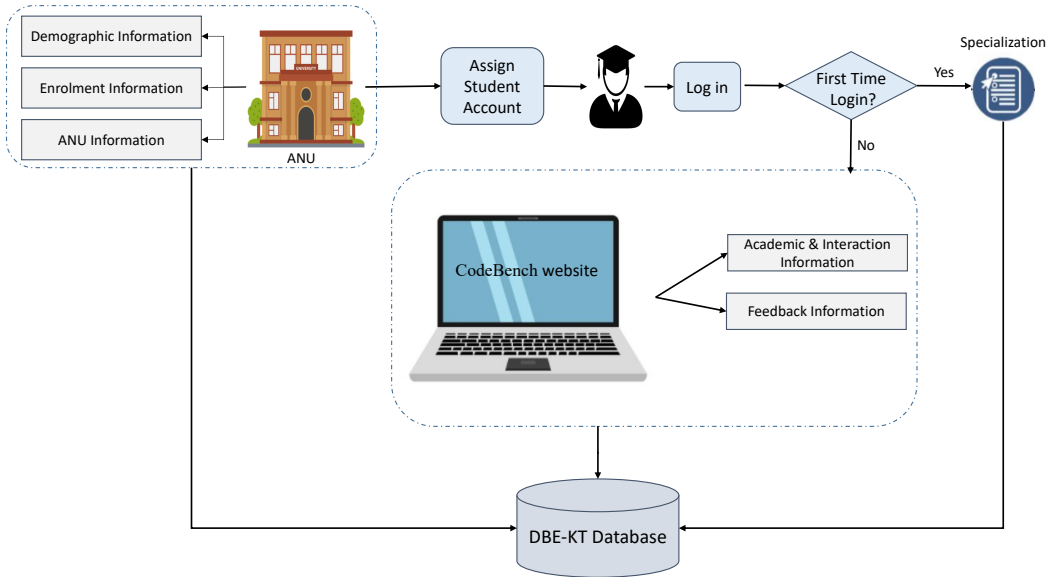 Demographic Information
Enrolment Information
ANU Information
UNIVERSITY
ANU
Assign
Student
Account
Log in
First Time
Login?
Yes
No
Specialization
CodeBench website
Academic & Interaction
Information
Feedback Information
DBE-KT Database